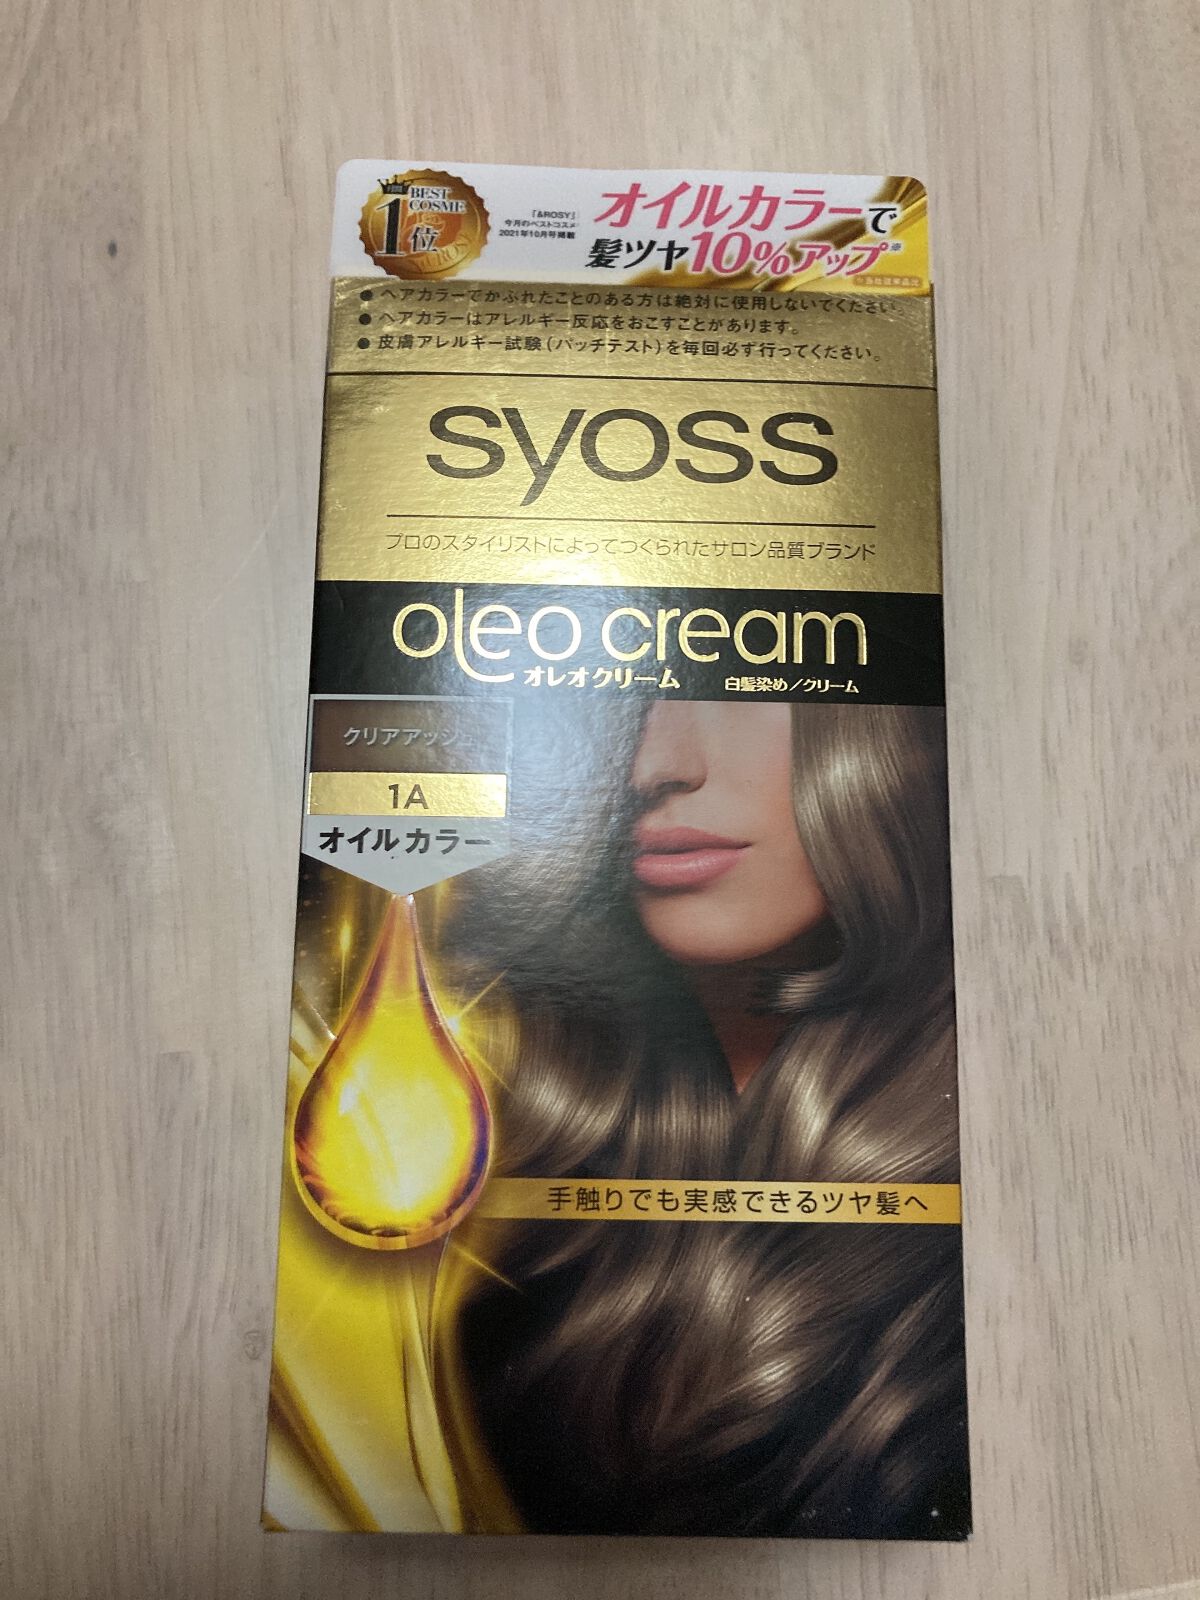 BEST
COSME
1位
「&ROSY」
今月のベストコスメ
2021年10月号掲載
オイルカラーで
髪ツヤ10%アップ※
※当社従来品比
● ヘアカラーでかぶれたことのある方は絶対に使用しないでください。
● ヘアカラーはアレルギー反応をおこすことがあります。
● 皮膚アレルギー試験(パッチテスト)を毎回必ず行ってください。
syoss
プロのスタイリストによってつくられたサロン品質ブランド
oleo cream
オレオクリーム 白髪染め/クリーム
クリアアッシュ
1A
オイルカラー
手触りでも実感できるツヤ髪へ